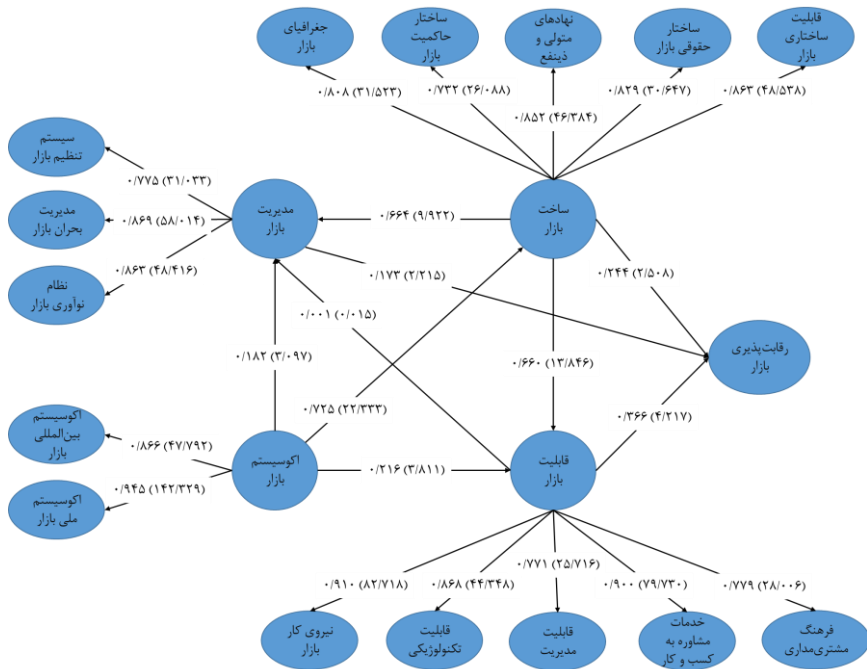 جغرافیای
بازار
ساختار
حاکمیت
بازار
نهادهای
متولی و
ذینفع
ساختار
حقوقی بازار
قابلیت
ساختاری
بازار
۰/۸۰۸ (۳۱/۵۲۳)
۰/۷۳۲ (۲۶/۰۸۸)
۰/۸۵۲ (۴۶/۳۸۴)
۰/۸۲۹ (۳۰/۶۴۷)
۰/۸۶۳ (۴۸/۵۳۸)
سیستم
تنظیم بازار
۰/۷۷۵ (۳۱/۰۳۳)
مدیریت
بحران بازار
۰/۸۶۹ (۵۸/۰۱۴)
نظام
نوآوری بازار
۰/۸۶۳ (۴۸/۴۱۶)
مدیریت
بازار
۰/۶۶۴ (۹/۹۲۲)
ساخت
بازار
۰/۱۷۳ (۲/۲۱۵)
۰/۲۴۴ (۲/۵۰۸)
۰/۰۰۱ (۰/۰۱۵)
۰/۱۸۲ (۳/۰۹۷)
۰/۷۲۵ (۲۲/۳۳۳)
۰/۶۶۰ (۱۳/۸۴۶)
رقابت‌پذیری
بازار
۰/۳۶۶ (۴/۲۱۷)
اکوسیستم
بین‌المللی
بازار
۰/۸۶۶ (۴۷/۷۹۲)
اکوسیستم
ملی بازار
۰/۹۴۵ (۱۴۲/۳۲۹)
اکوسیستم
بازار
۰/۲۱۶ (۳/۸۱۱)
قابلیت
بازار
۰/۹۱۰ (۸۲/۷۱۸)
۰/۸۶۸ (۴۴/۳۴۸)
۰/۷۷۱ (۲۵/۷۱۶)
۰/۹۰۰ (۷۹/۷۳۰)
۰/۷۷۹ (۲۸/۰۰۶)
نیروی کار
بازار
قابلیت
تکنولوژیکی
قابلیت
مدیریت
خدمات
مشاوره به
کسب و کار
فرهنگ
مشتری‌مداری